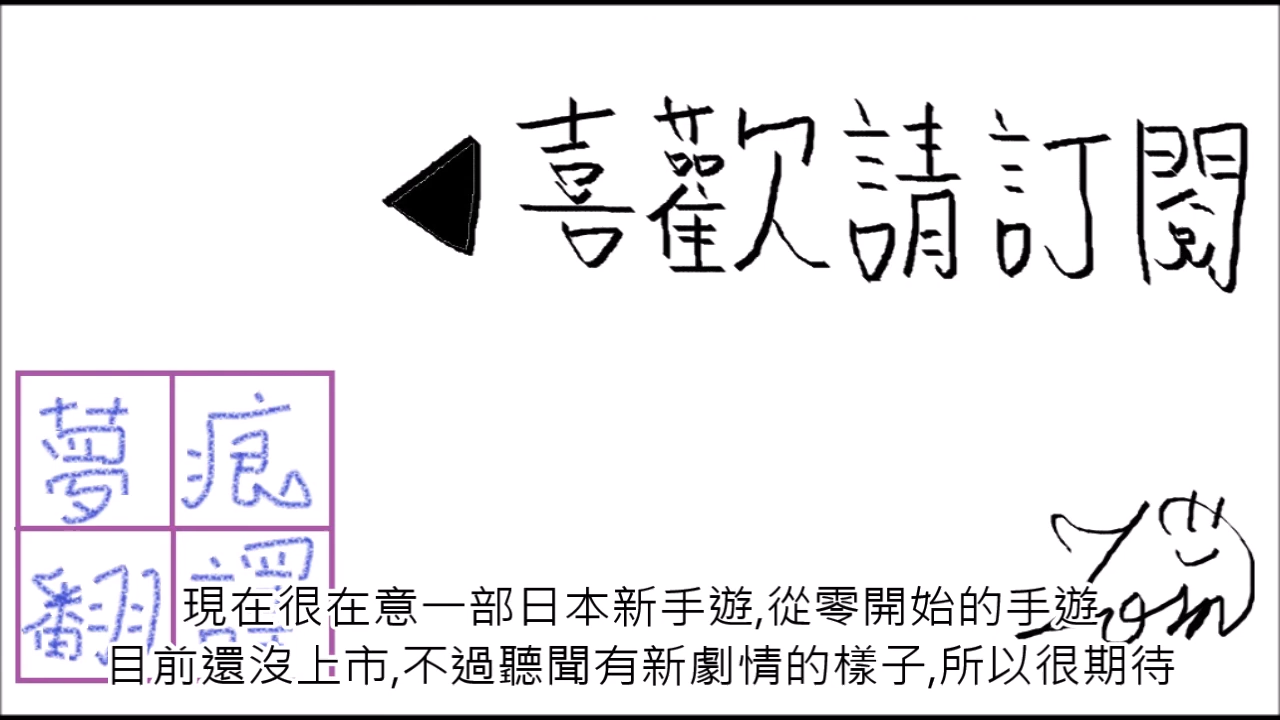 喜歡請訂閱
夢痕
翻譯
現在很在意一部日本新手遊,從零開始的手遊
目前還沒上市,不過聽聞有新劇情的樣子,所以很期待